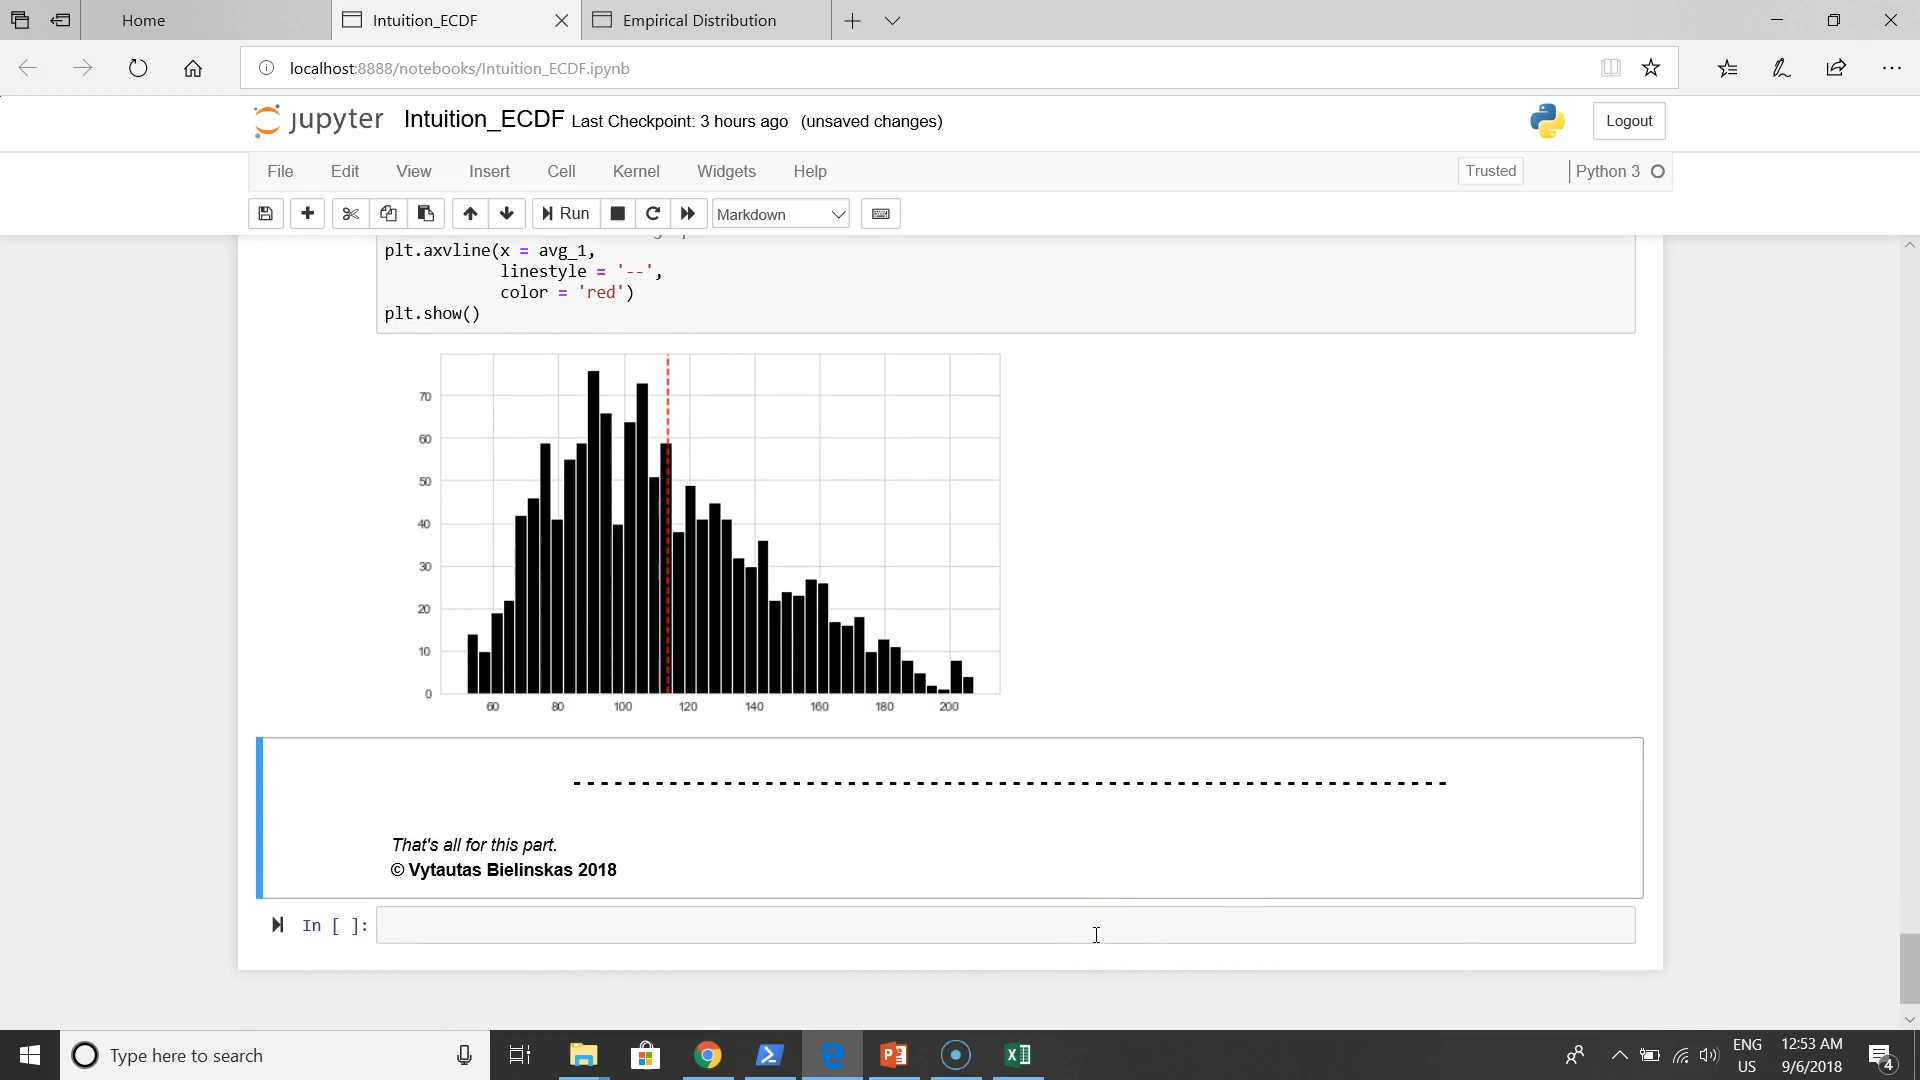 Home
Intuition_ECDF
Empirical Distribution
localhost:8888/notebooks/Intuition_ECDF.ipynb
jupyter Intuition_ECDF Last Checkpoint: 3 hours ago (unsaved changes)
Logout
File Edit View Insert Cell Kernel Widgets Help
Trusted
Python 3
Run
Markdown
plt.axvline(x = avg_1,
linestyle = '--',
color = 'red')
plt.show()
70
60
50
40
30
20
10
0
60 80 100 120 140 160 180 200
That's all for this part.
© Vytautas Bielinskas 2018
In [ ]:
Type here to search
ENG
US
12:53 AM
9/6/2018
4